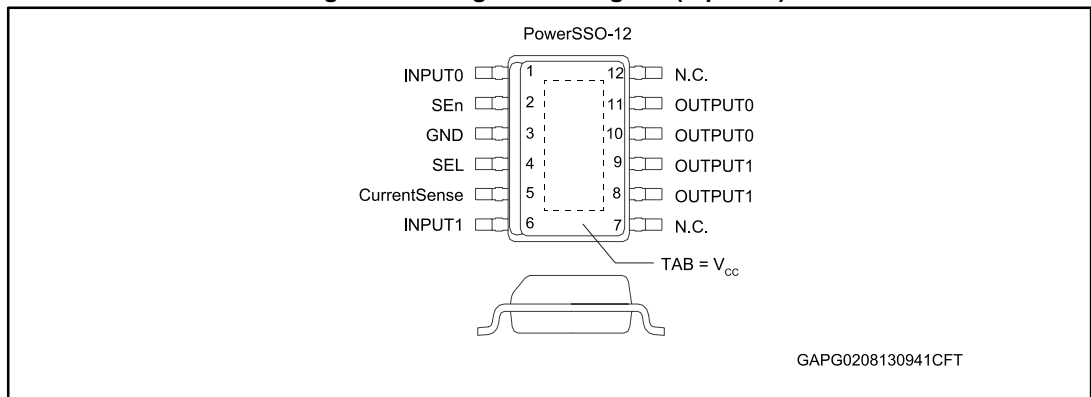 PowerSSO-12
INPUT0 1 12 N.C.
SEn 2 11 OUTPUT0
GND 3 10 OUTPUT0
SEL 4 9 OUTPUT1
CurrentSense 5 8 OUTPUT1
INPUT1 6 7 N.C.
TAB = Vcc
GAPG0208130941CFT